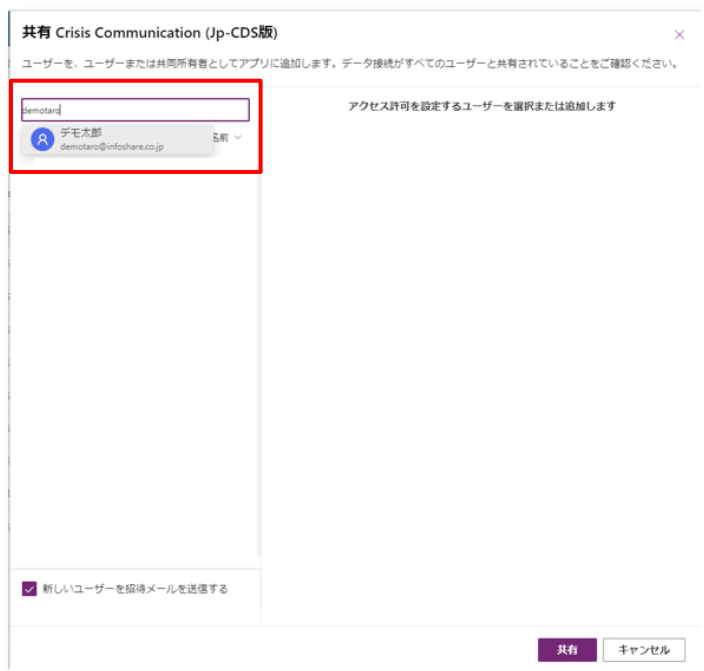 共有 Crisis Communication (Jp-CDS版)
ユーザーを、ユーザーまたは共同所有者としてアプリに追加します。データ接続がすべてのユーザーと共有されていることをご確認ください。
demotaro
アクセス許可を設定するユーザーを選択または追加します
デモ太郎
名前
demotaro@infoshare.co.jp
新しいユーザーを招待メールを送信する
共有
キャンセル